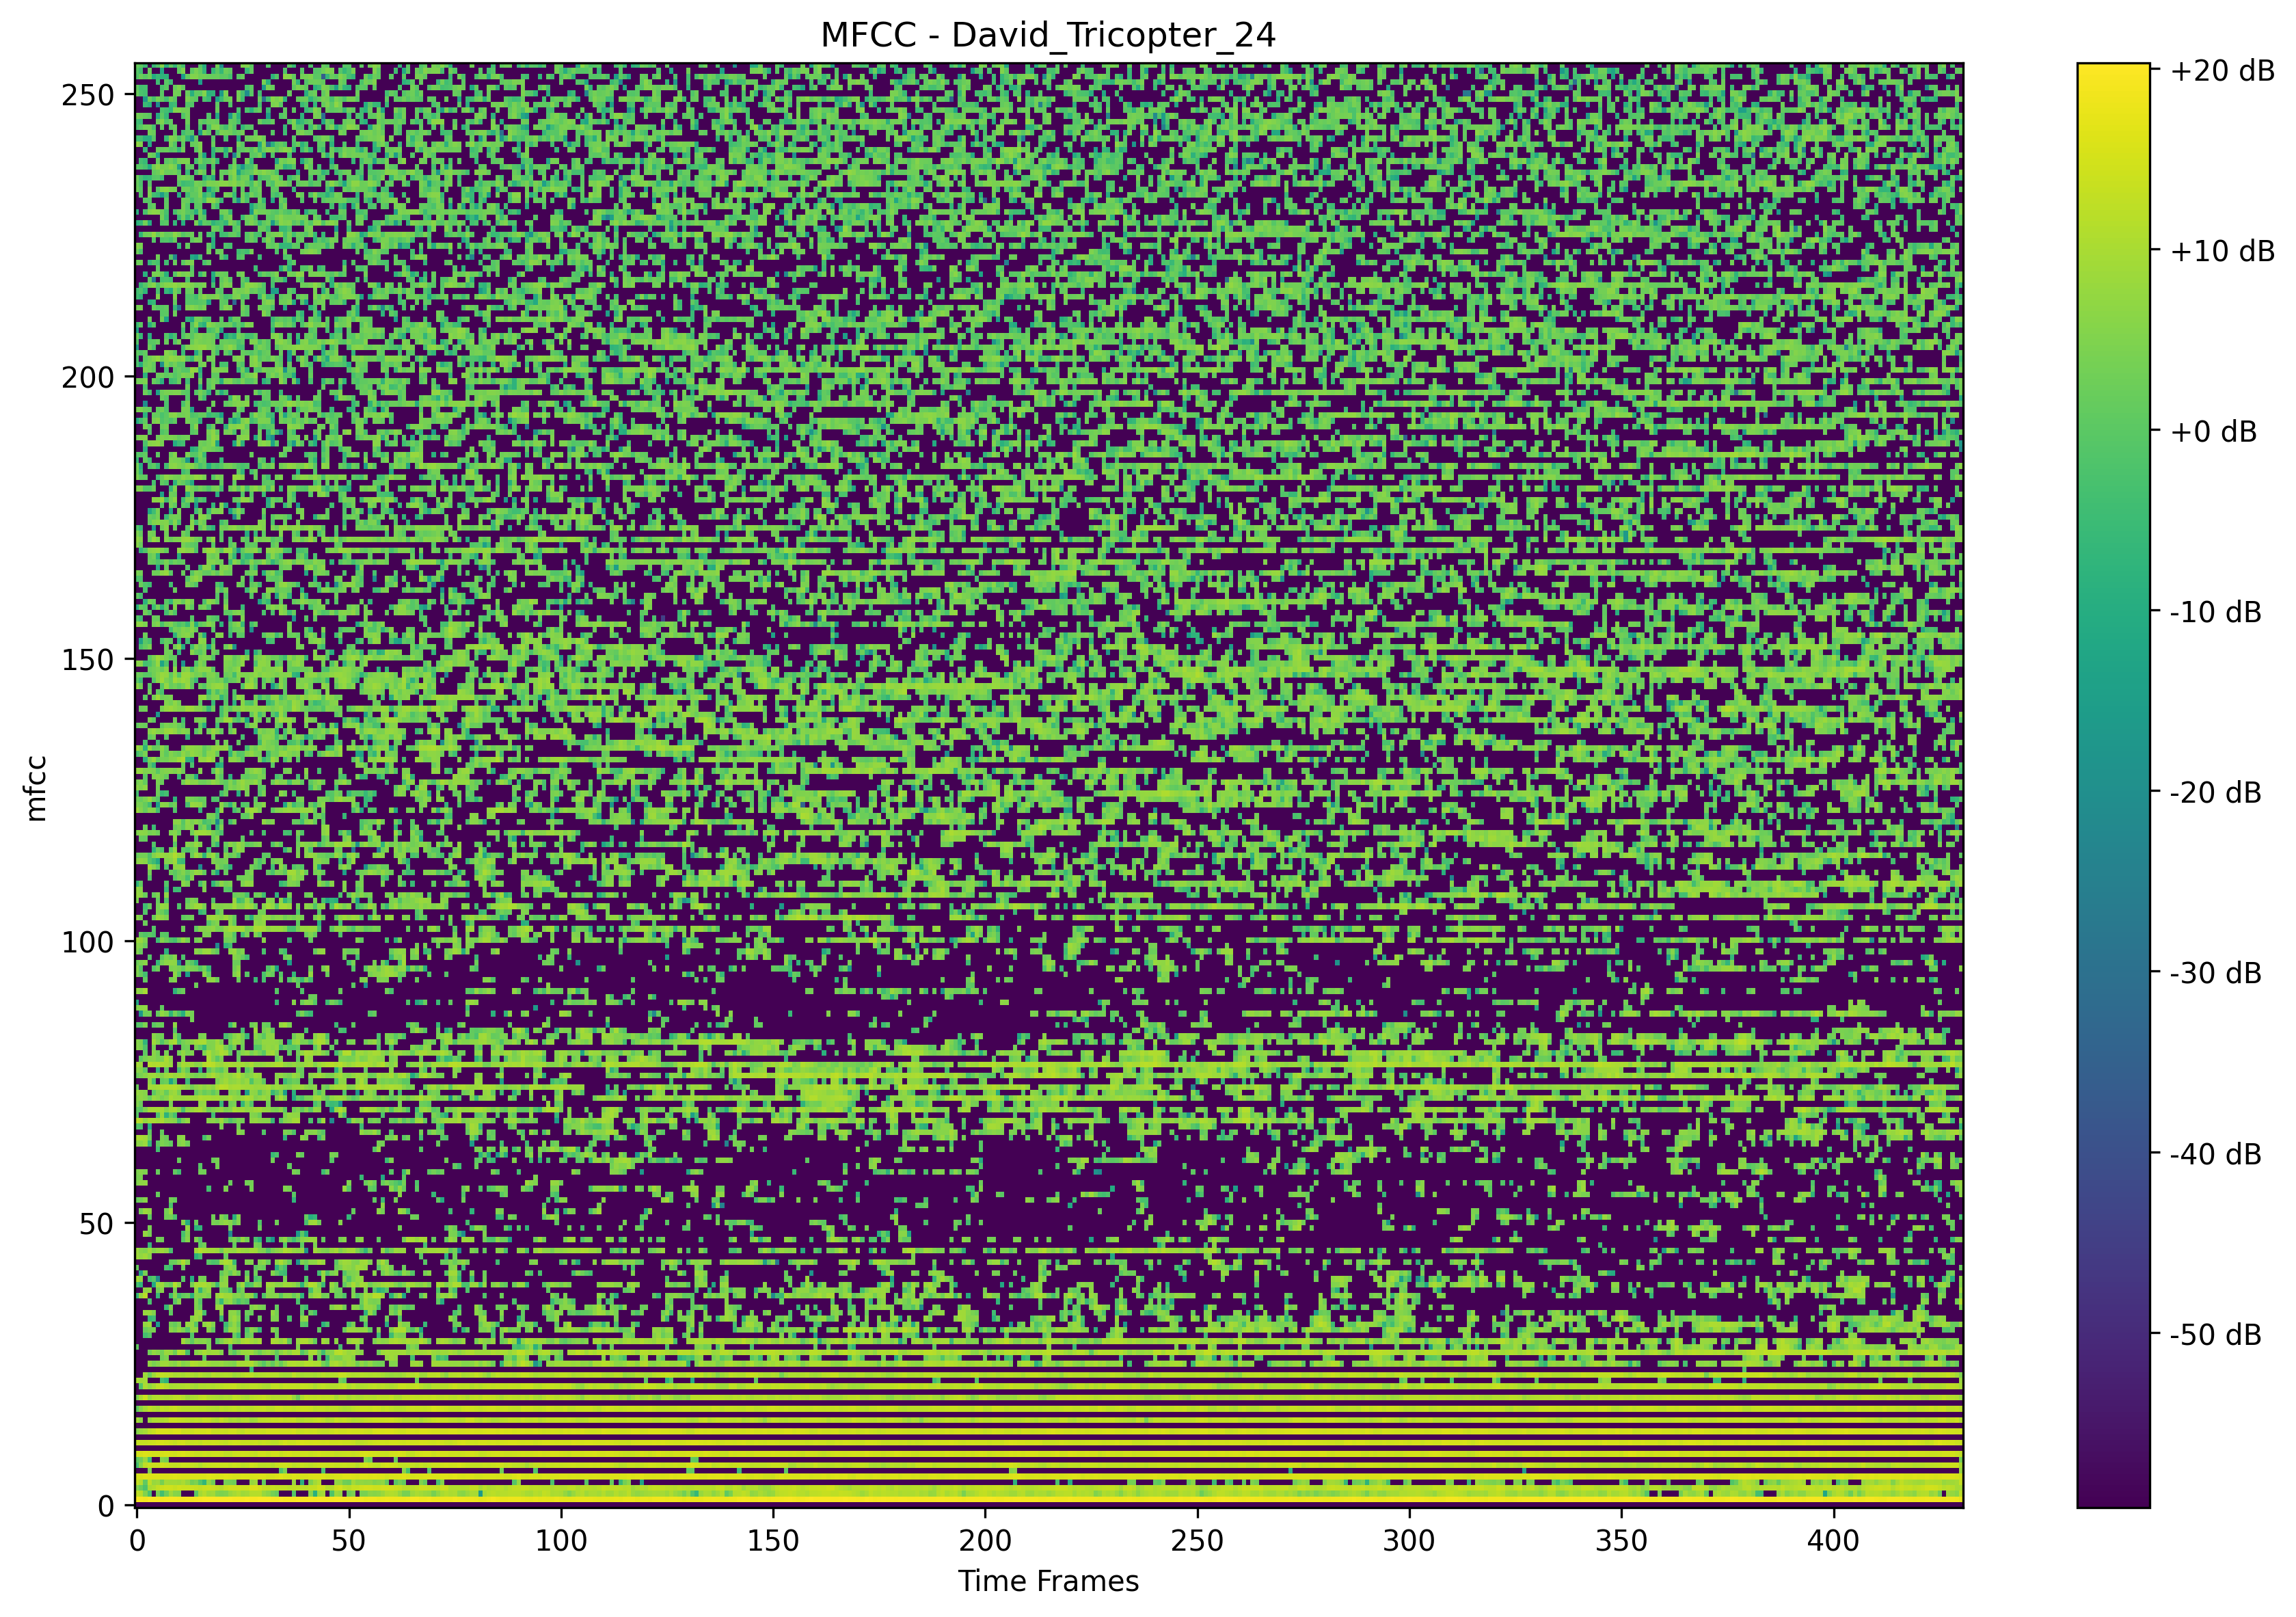 MFCC - David_Tricopter_24
250
200
150
100
50
0
mfcc
0 50 100 150 200 250 300 350 400
Time Frames
+20 dB
+10 dB
+0 dB
-10 dB
-20 dB
-30 dB
-40 dB
-50 dB